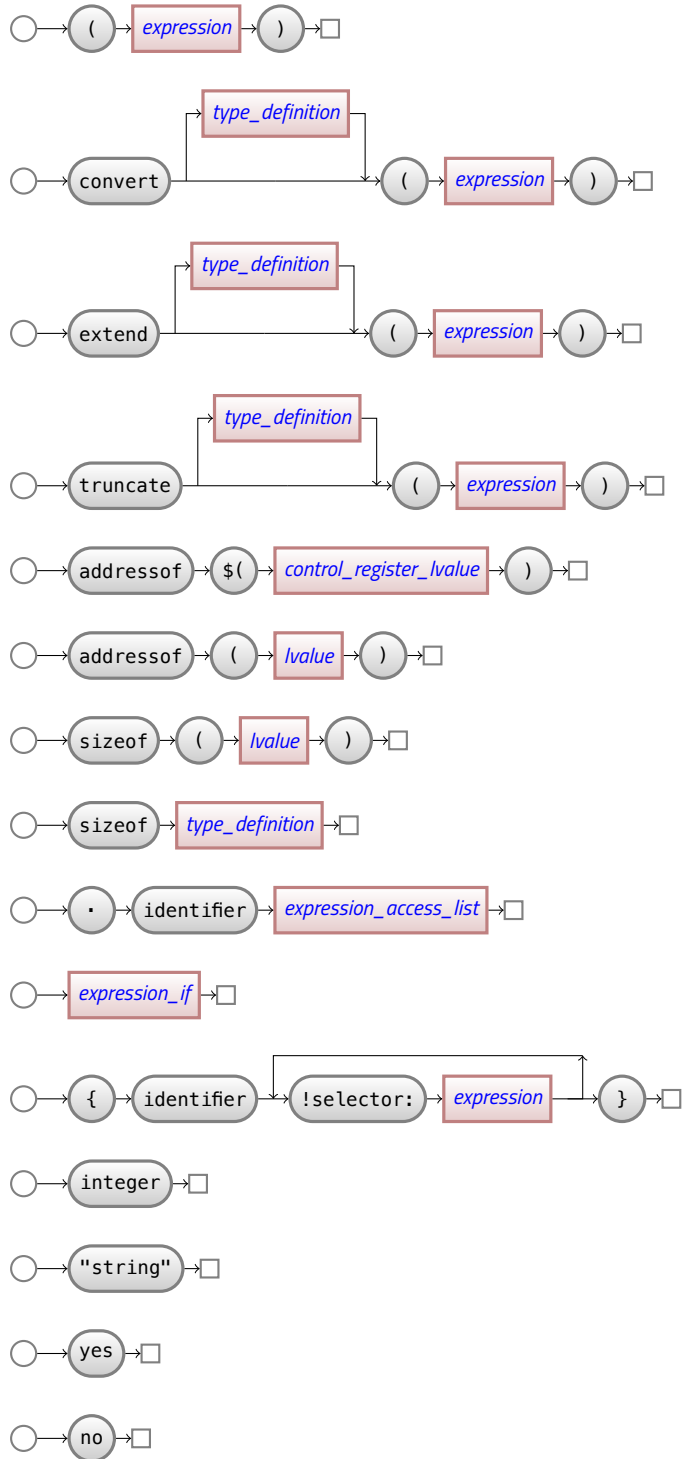 ( expression )
type_definition
convert ( expression )
type_definition
extend ( expression )
type_definition
truncate ( expression )
addressof $( control_register_lvalue )
addressof ( lvalue )
sizeof ( lvalue )
sizeof type_definition
. identifier expression_access_list
expression_if
{ identifier !selector: expression }
integer
"string"
yes
no